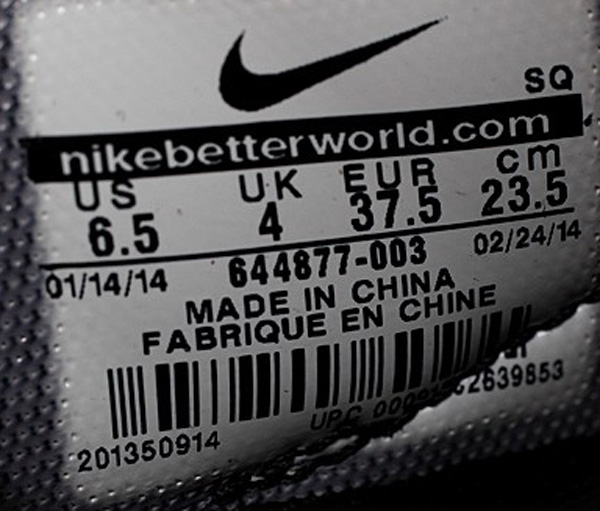 SQ
nikebetterworld.com
US UK EUR cm
6.5 4 37.5 23.5
01/14/14 644877-003 02/24/14
MADE IN CHINA
FABRIQUE EN CHINE
UPC
201350914